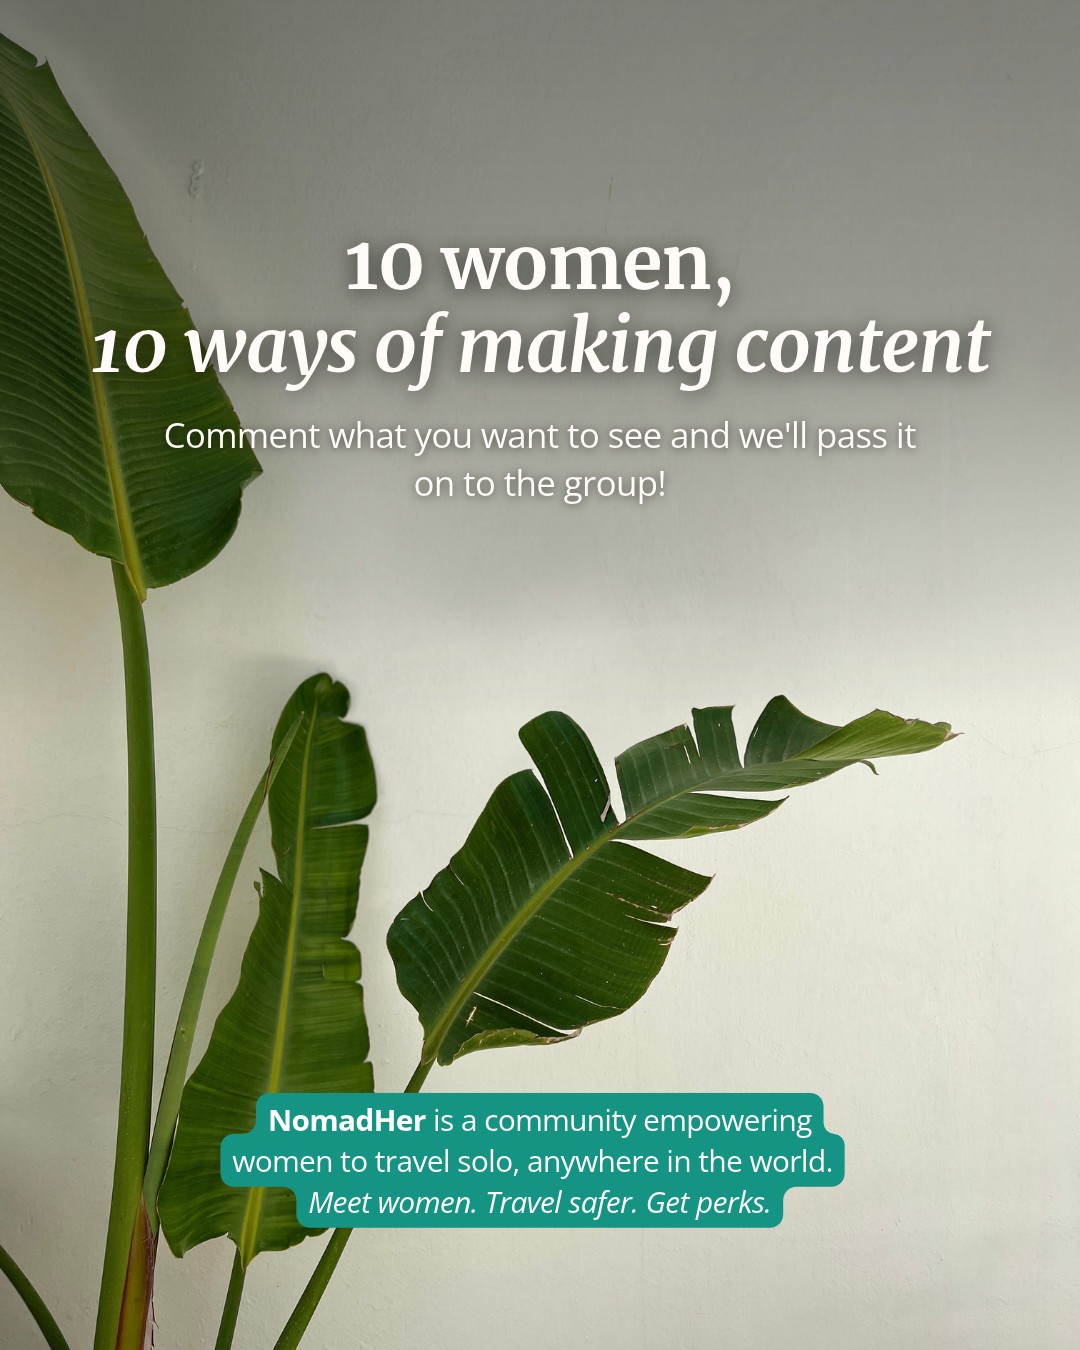 10 women,
10 ways of making content
Comment what you want to see and we'll pass it
on to the group!
NomadHer is a community empowering
women to travel solo, anywhere in the world.
Meet women. Travel safer. Get perks.